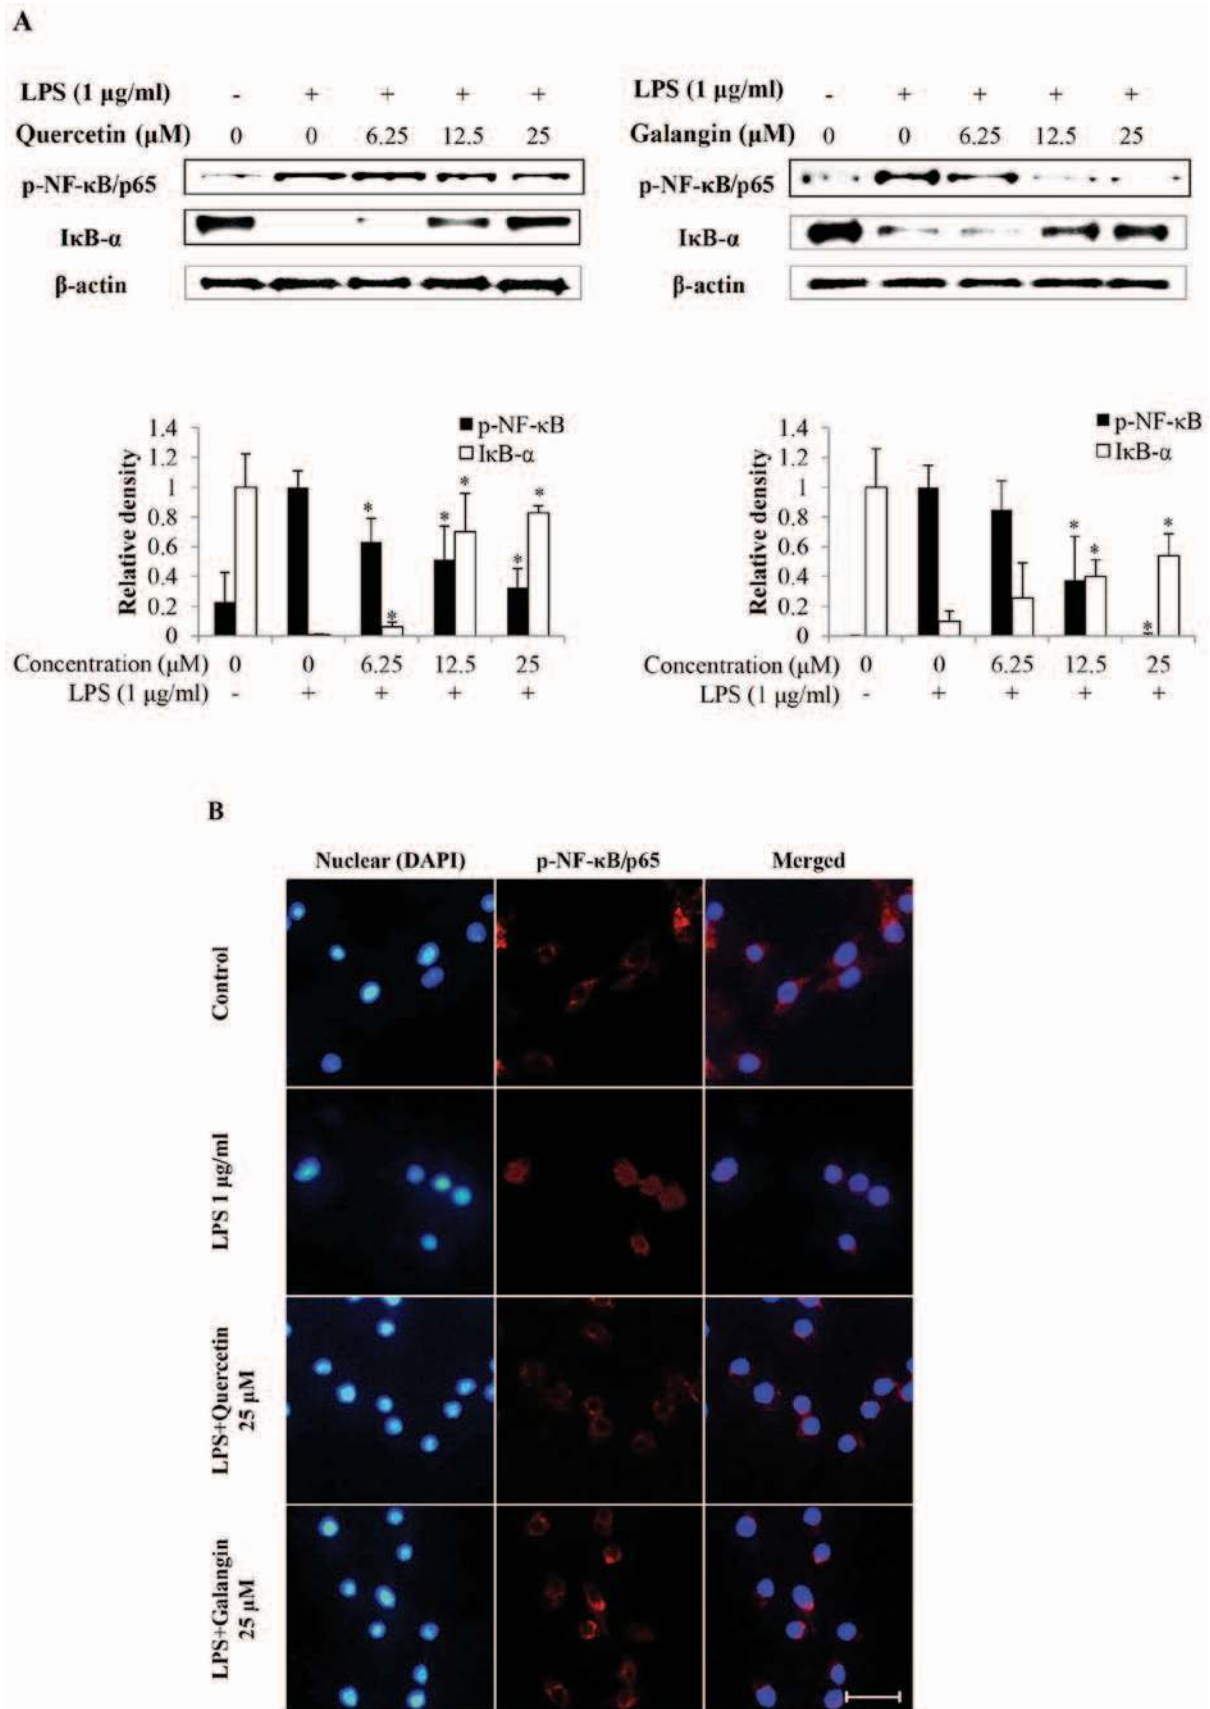 A
LPS (1 µg/ml) - + + + +
Quercetin (µM) 0 0 6.25 12.5 25
p-NF-κB/p65
IκB-α
β-actin
LPS (1 µg/ml) - + + + +
Galangin (µM) 0 0 6.25 12.5 25
p-NF-κB/p65
IκB-α
β-actin
p-NF-κB
IκB-α
Relative density
1.4
1.2
1
0.8
0.6
0.4
0.2
0
* * * * * *
Concentration (µM) 0 0 6.25 12.5 25
LPS (1 µg/ml) - + + + +
p-NF-κB
IκB-α
Relative density
1.4
1.2
1
0.8
0.6
0.4
0.2
0
* * * *
Concentration (µM) 0 0 6.25 12.5 25
LPS (1 µg/ml) - + + + +
B
Nuclear (DAPI) p-NF-κB/p65 Merged
Control
LPS 1 µg/ml
LPS+Quercetin
25 µM
LPS+Galangin
25 µM